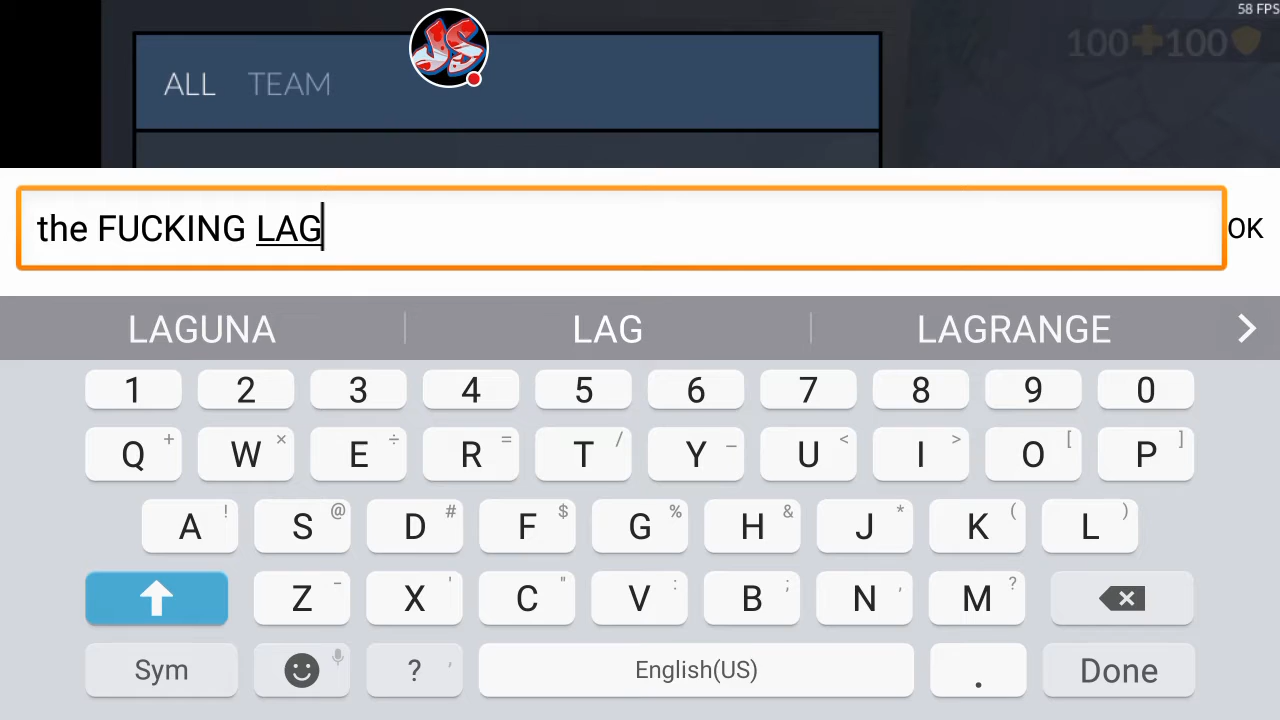 58 FPS
100 100
JS
ALL TEAM
the FUCKING LAG
OK
LAGUNA LAG LAGRANGE
1 2 3 4 5 6 7 8 9 0
Q + W × E ÷ R = T / Y _ U < I > O [ P ]
A ! S @ D # F $ G % H & J * K ( L )
Z - X ' C " V : B ; N , M ?
Sym ? , English(US) . Done